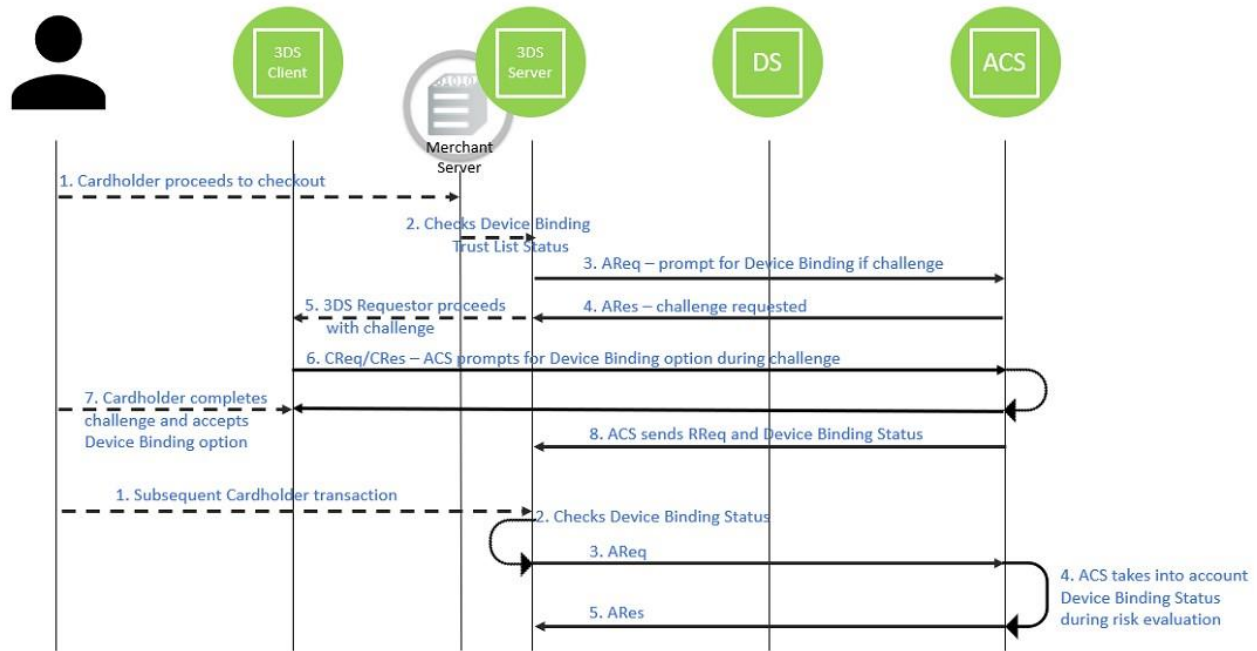 3DS
Client
010101
3DS
Server
DS
ACS
Merchant
Server
1. Cardholder proceeds to checkout
2. Checks Device Binding
Trust List Status
3. AReq – prompt for Device Binding if challenge
5. 3DS Requestor proceeds
with challenge
4. ARes – challenge requested
6. CReq/CRes – ACS prompts for Device Binding option during challenge
7. Cardholder completes
challenge and accepts
Device Binding option
8. ACS sends RReq and Device Binding Status
1. Subsequent Cardholder transaction
2. Checks Device Binding Status
3. AReq
4. ACS takes into account
Device Binding Status
during risk evaluation
5. ARes